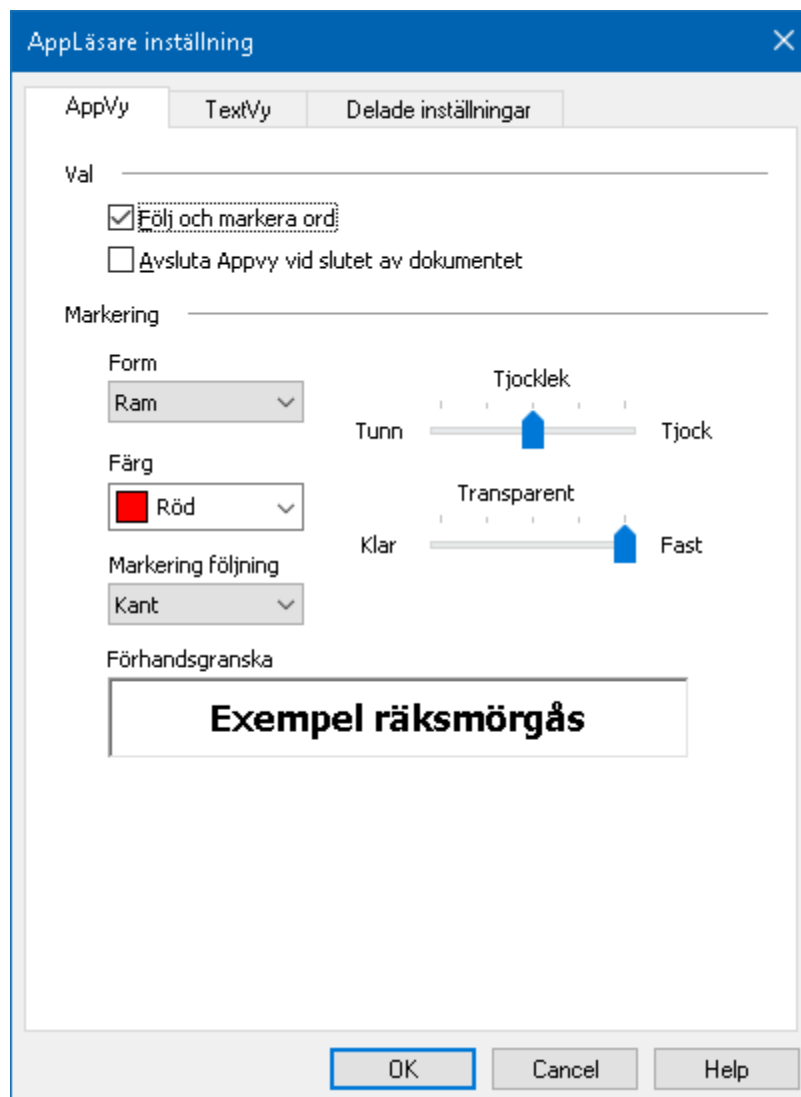 AppLäsare inställning
AppVy TextVy Delade inställningar
Val
Följ och markera ord
Avsluta Appvy vid slutet av dokumentet
Markering
Form
Ram
Tjocklek
Tunn Tjock
Färg
Röd
Transparent
Klar Fast
Markering följning
Kant
Förhandsgranska
Exempel räksmörgås
OK Cancel Help